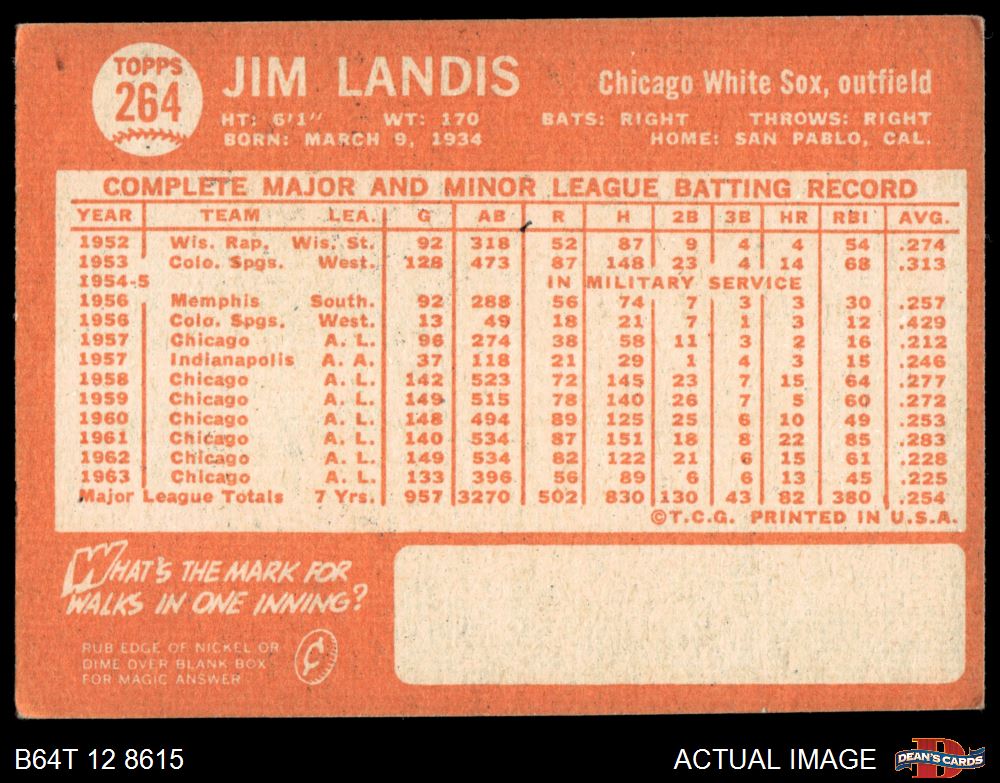 TOPPS
264
JIM LANDIS
Chicago White Sox, outfield
HT: 6'1" WT: 170 BATS: RIGHT THROWS: RIGHT
BORN: MARCH 9, 1934 HOME: SAN PABLO, CAL.
COMPLETE MAJOR AND MINOR LEAGUE BATTING RECORD
YEAR TEAM LEA. G AB R H 2B 3B HR RBI AVG.
1952 Wis. Rap. Wis. St. 92 318 52 87 9 4 4 54 .274
1953 Colo. Spgs. West. 128 473 87 148 23 4 14 68 .313
1954-5 IN MILITARY SERVICE
1956 Memphis South. 92 288 56 74 7 3 3 30 .257
1956 Colo. Spgs. West. 13 49 18 21 7 1 3 12 .429
1957 Chicago A. L. 96 274 38 58 11 3 2 16 .212
1957 Indianapolis A. A. 37 118 21 29 1 4 3 15 .246
1958 Chicago A. L. 142 523 72 145 23 7 15 64 .277
1959 Chicago A. L. 149 515 78 140 26 7 5 60 .272
1960 Chicago A. L. 148 494 89 125 25 6 10 49 .253
1961 Chicago A. L. 140 534 87 151 18 8 22 85 .283
1962 Chicago A. L. 149 534 82 122 21 6 15 61 .228
1963 Chicago A. L. 133 396 56 89 6 6 13 45 .225
Major League Totals 7 Yrs. 957 3270 502 830 130 43 82 380 .254
©T.C.G. PRINTED IN U.S.A.
WHAT'S THE MARK FOR
WALKS IN ONE INNING?
RUB EDGE OF NICKEL OR
DIME OVER BLANK BOX
FOR MAGIC ANSWER
¢
B64T 12 8615
ACTUAL IMAGE
D
DEAN'S CARDS